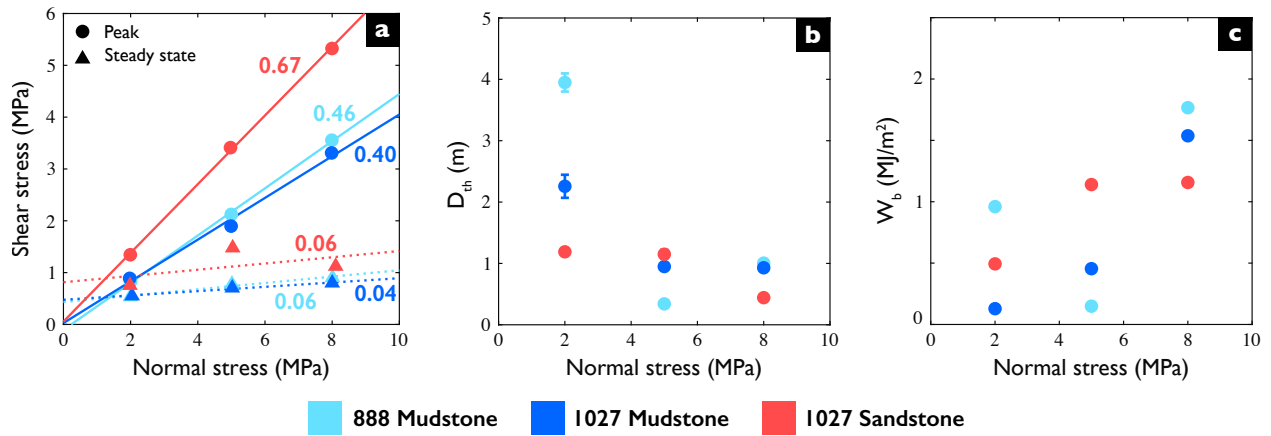 a
Peak
Steady state
0.67
0.46
0.40
0.06
0.06
0.04
6
5
4
3
2
1
0
0
2
4
6
8
10
Shear stress (MPa)
Normal stress (MPa)
b
5
4
3
2
1
0
0
2
4
6
8
10
D_th (m)
Normal stress (MPa)
c
2
1
0
0
2
4
6
8
10
W_b (MJ/m²)
Normal stress (MPa)
888 Mudstone
1027 Mudstone
1027 Sandstone